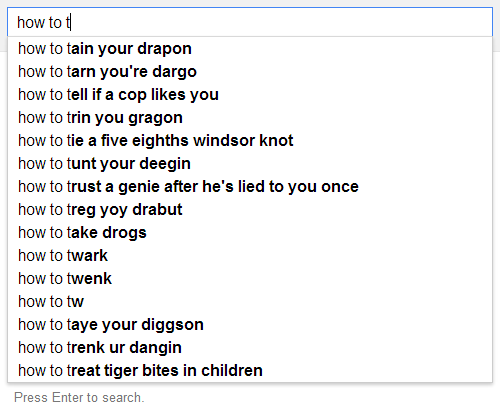 how to t
how to tain your drapon
how to tarn you're dargo
how to tell if a cop likes you
how to trin you gragon
how to tie a five eighths windsor knot
how to tunt your deegin
how to trust a genie after he's lied to you once
how to treg yoy drabut
how to take drogs
how to twark
how to twenk
how to tw
how to taye your diggson
how to trenk ur dangin
how to treat tiger bites in children
Press Enter to search.